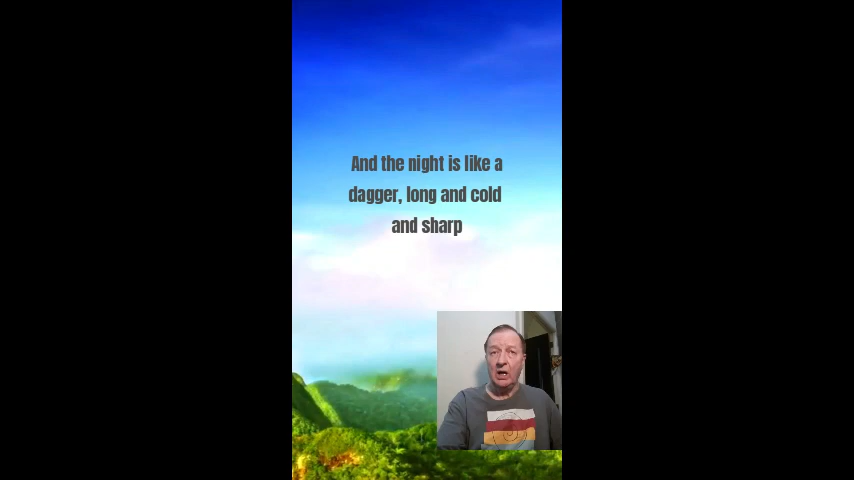 And the night is like a
dagger, long and cold
and sharp